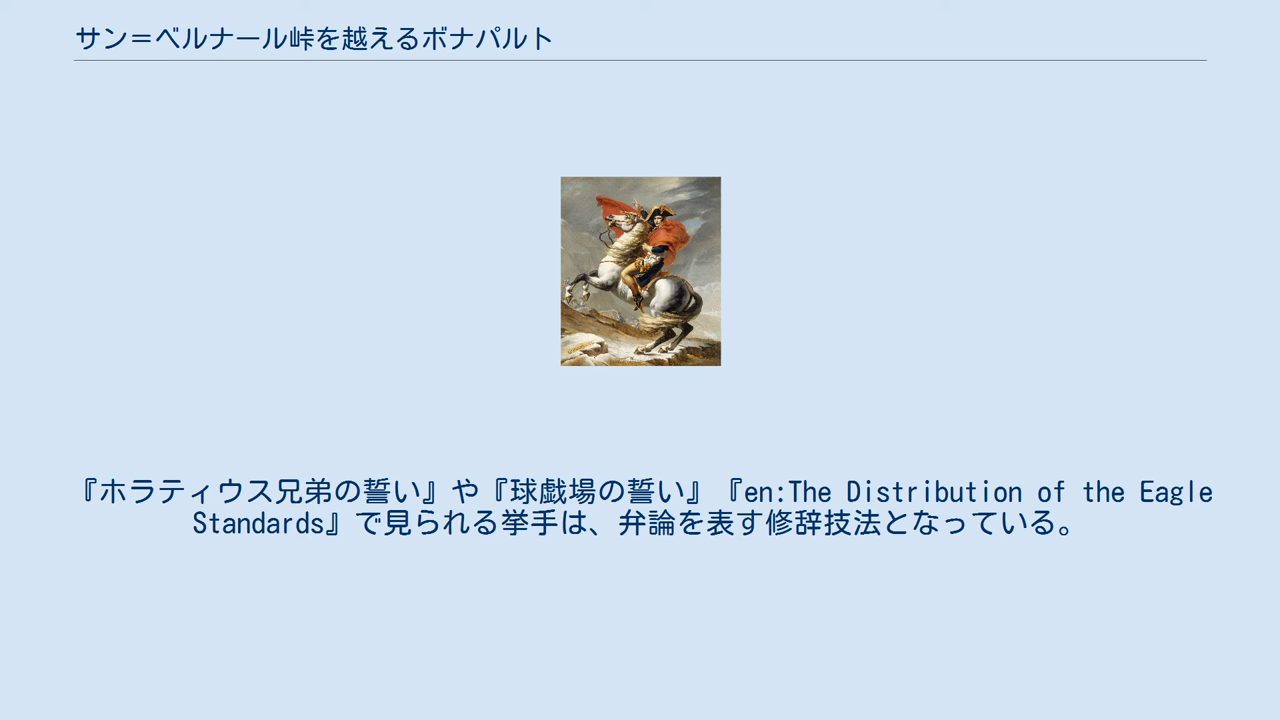 サン＝ベルナール峠を越えるボナパルト
『ホラティウス兄弟の誓い』や『球戯場の誓い』『en:The Distribution of the Eagle
Standards』で見られる挙手は、弁論を表す修辞技法となっている。